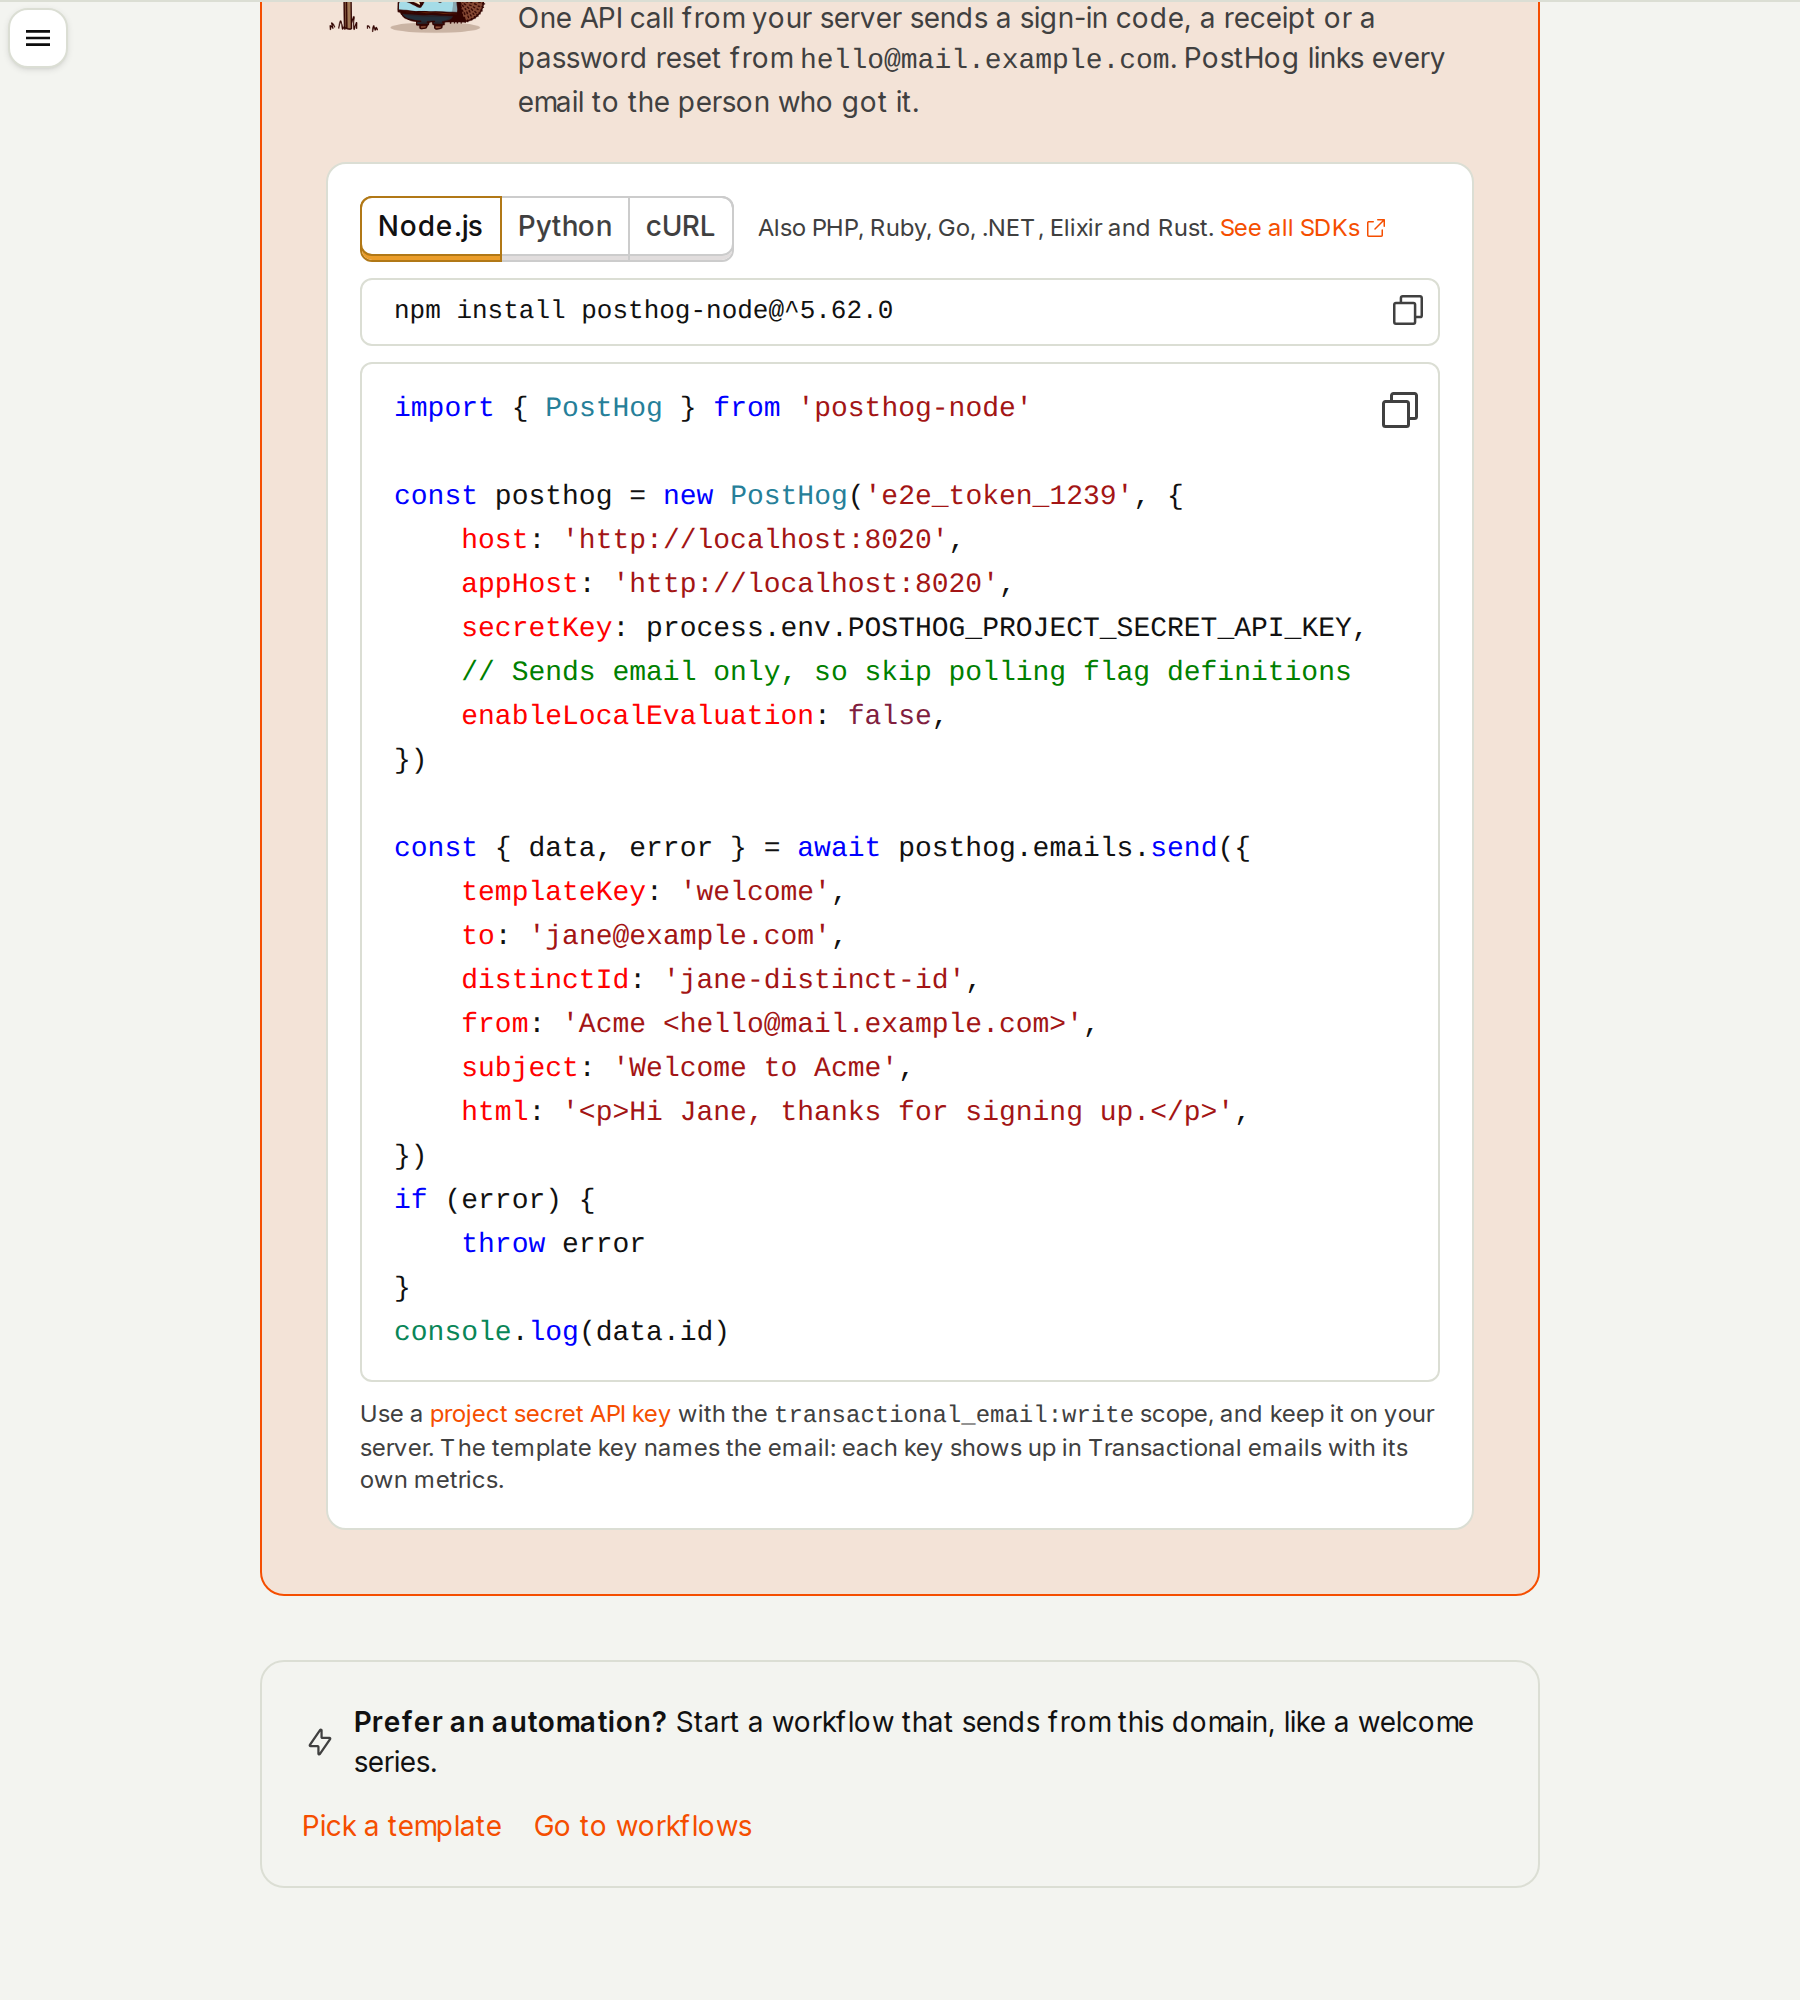 One API call from your server sends a sign-in code, a receipt or a
password reset from hello@mail.example.com. PostHog links every
email to the person who got it.
Node.js Python cURL Also PHP, Ruby, Go, .NET, Elixir and Rust. See all SDKs
npm install posthog-node@^5.62.0
import { PostHog } from 'posthog-node'
const posthog = new PostHog('e2e_token_1239', {
host: 'http://localhost:8020',
appHost: 'http://localhost:8020',
secretKey: process.env.POSTHOG_PROJECT_SECRET_API_KEY,
// Sends email only, so skip polling flag definitions
enableLocalEvaluation: false,
})
const { data, error } = await posthog.emails.send({
templateKey: 'welcome',
to: 'jane@example.com',
distinctId: 'jane-distinct-id',
from: 'Acme <hello@mail.example.com>',
subject: 'Welcome to Acme',
html: '<p>Hi Jane, thanks for signing up.</p>',
})
if (error) {
throw error
}
console.log(data.id)
Use a project secret API key with the transactional_email:write scope, and keep it on your
server. The template key names the email: each key shows up in Transactional emails with its
own metrics.
Prefer an automation? Start a workflow that sends from this domain, like a welcome
series.
Pick a template Go to workflows